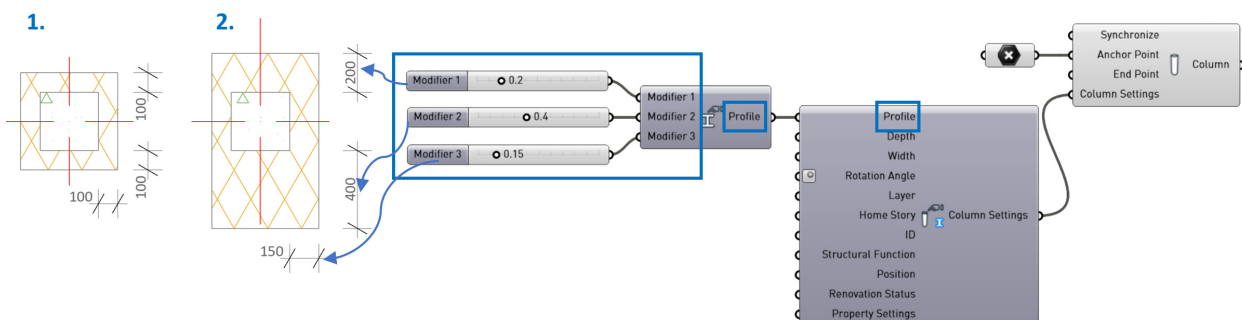 1.
100
100
100
2.
200
400
150
Modifier 1
0.2
Modifier 2
0.4
Modifier 3
0.15
Modifier 1
Modifier 2
Modifier 3
Profile
Profile
Depth
Width
Rotation Angle
Layer
Home Story
ID
Structural Function
Position
Renovation Status
Property Settings
Column Settings
Synchronize
Anchor Point
End Point
Column Settings
Column